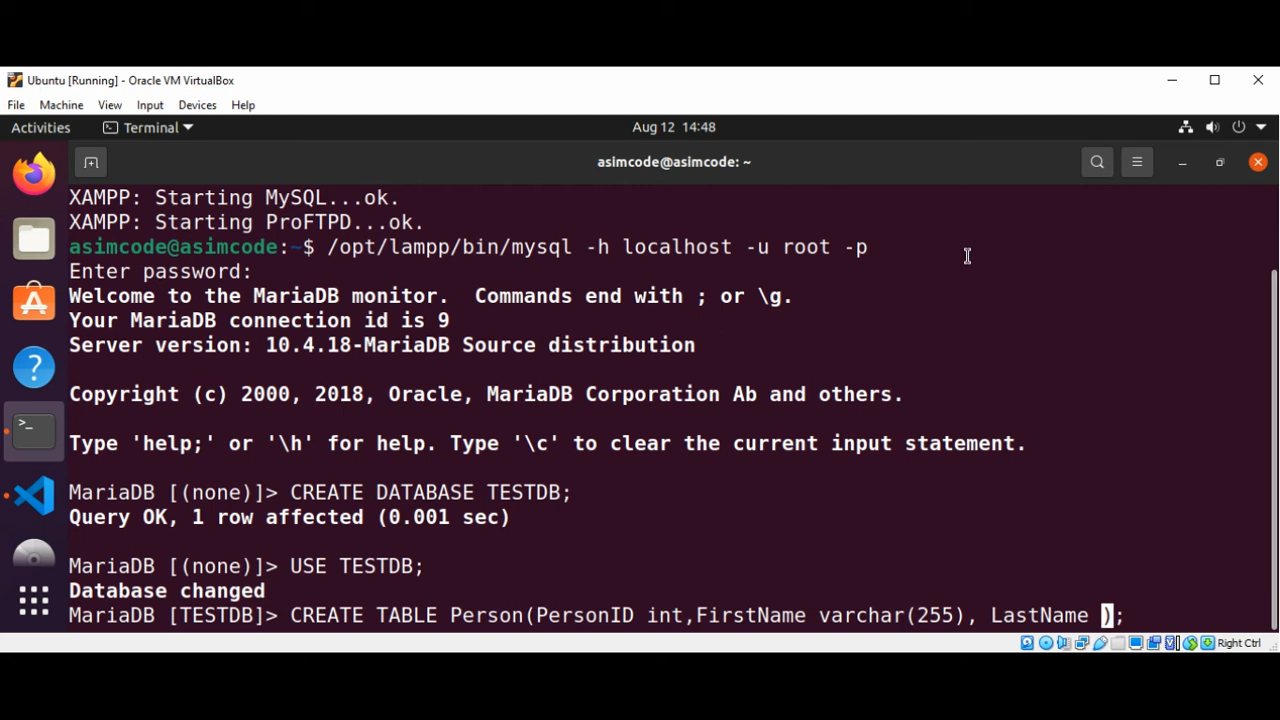 Ubuntu [Running] - Oracle VM VirtualBox
File Machine View Input Devices Help
Activities Terminal Aug 12 14:48
asimcode@asimcode: ~
XAMPP: Starting MySQL...ok.
XAMPP: Starting ProFTPD...ok.
asimcode@asimcode:~$ /opt/lampp/bin/mysql -h localhost -u root -p
Enter password:
Welcome to the MariaDB monitor.  Commands end with ; or \g.
Your MariaDB connection id is 9
Server version: 10.4.18-MariaDB Source distribution
Copyright (c) 2000, 2018, Oracle, MariaDB Corporation Ab and others.
Type 'help;' or '\h' for help. Type '\c' to clear the current input statement.
MariaDB [(none)]> CREATE DATABASE TESTDB;
Query OK, 1 row affected (0.001 sec)
MariaDB [(none)]> USE TESTDB;
Database changed
MariaDB [TESTDB]> CREATE TABLE Person(PersonID int,FirstName varchar(255), LastName );
Right Ctrl